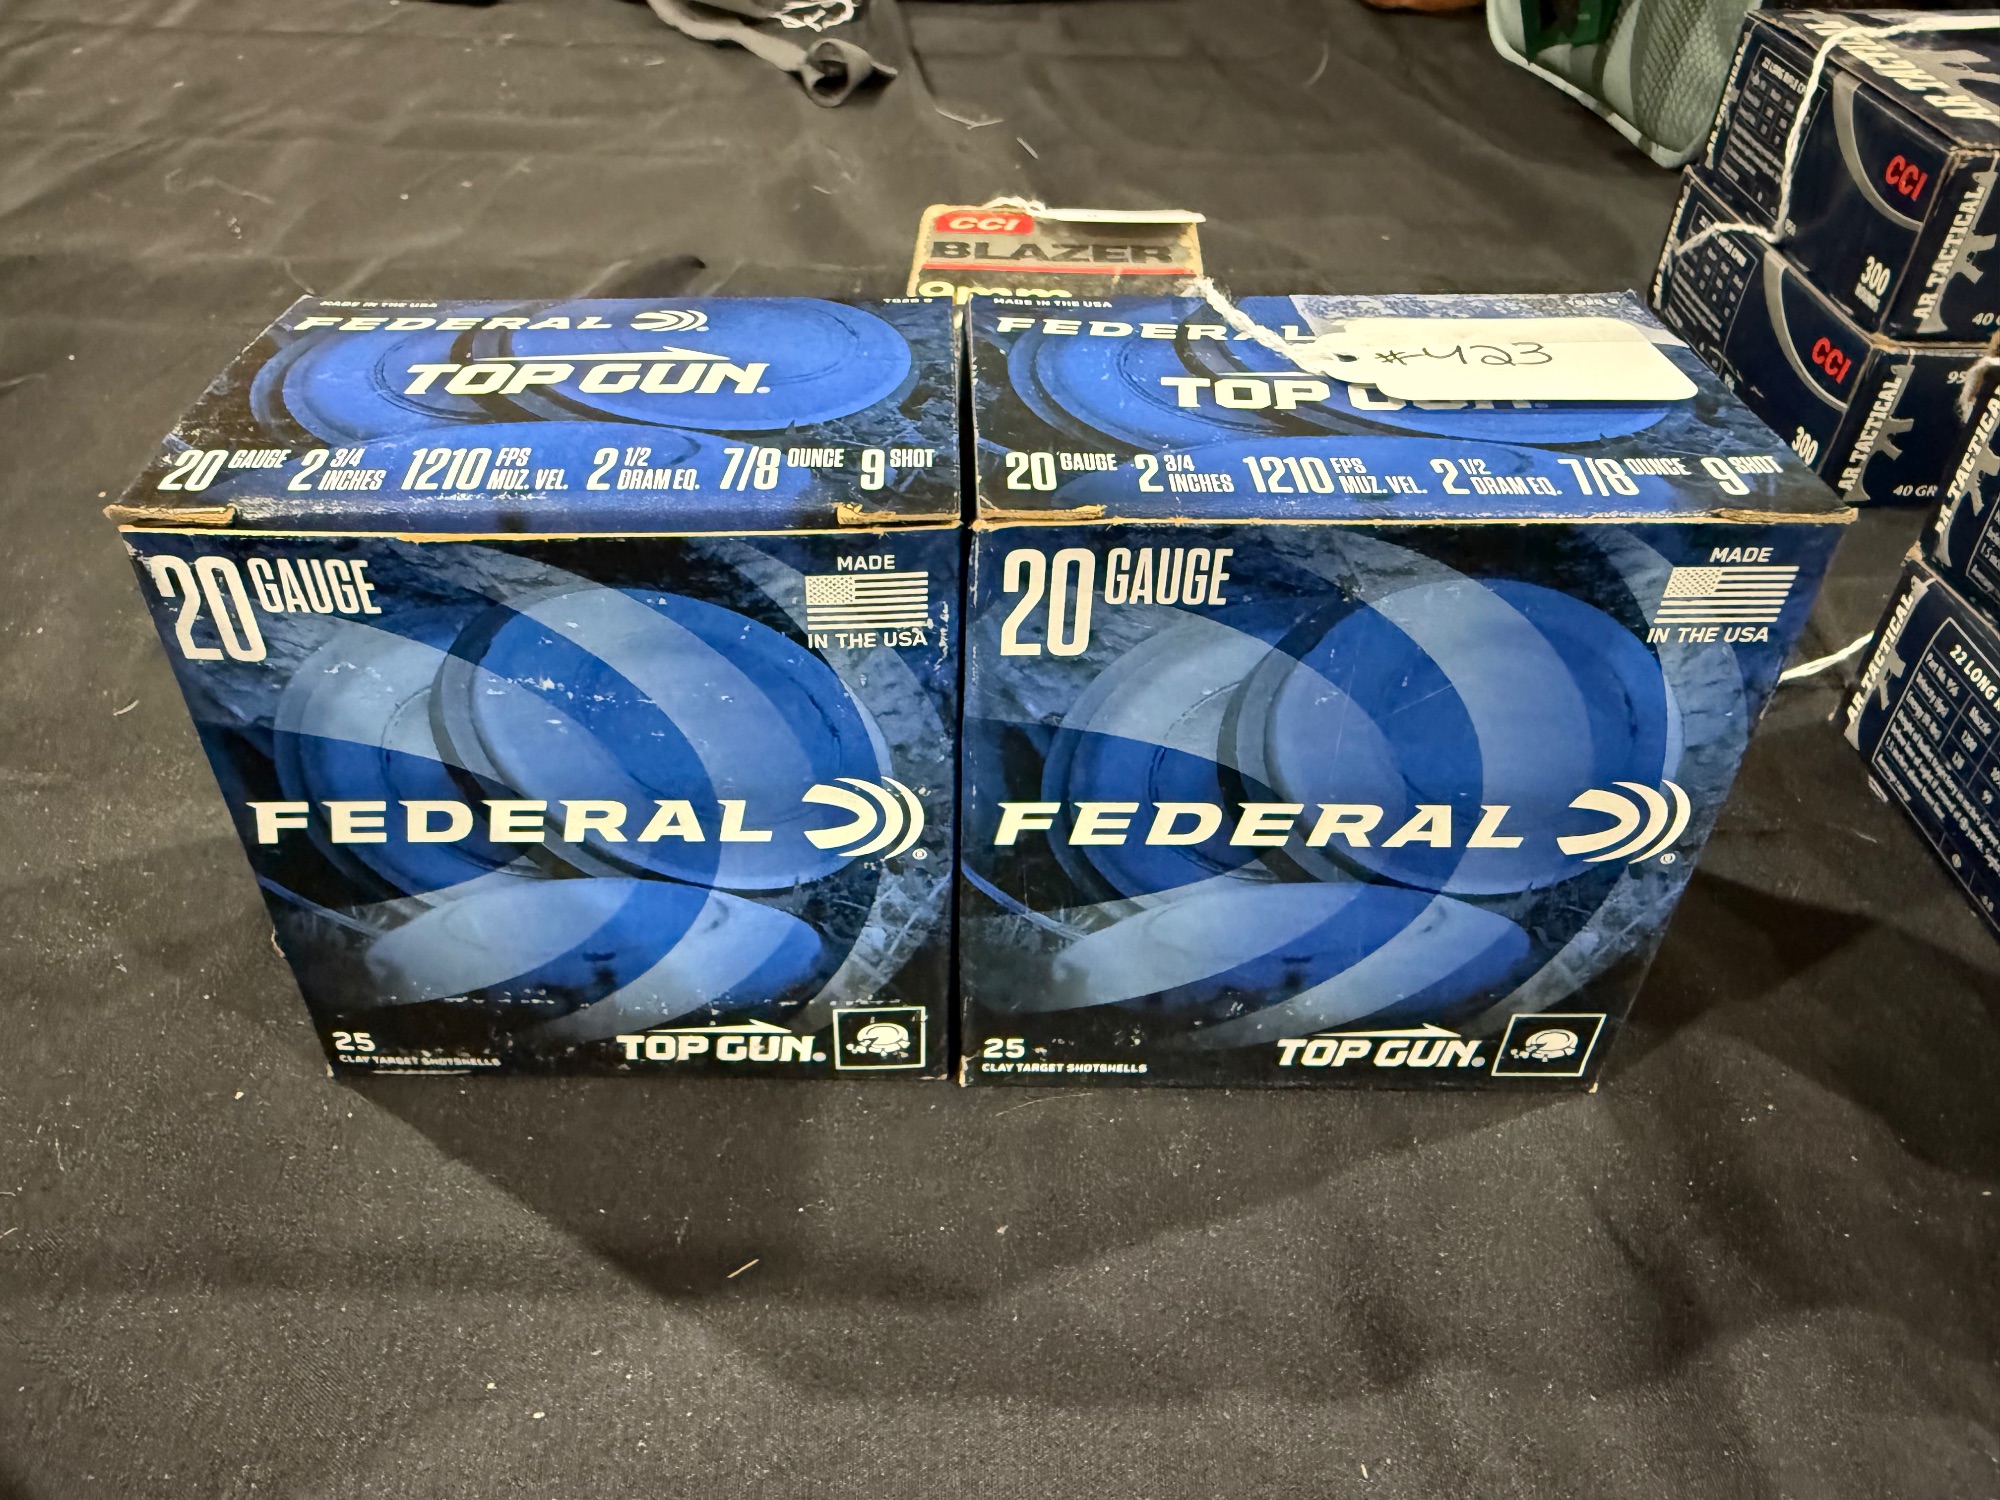 CCI
BLAZER
9mm
MADE IN THE USA
FEDERAL
TOP GUN®
20 GAUGE 2 3/4 INCHES 1210 FPS MUZ. VEL. 2 1/2 DRAM EQ. 7/8 OUNCE 9 SHOT
20 GAUGE
MADE
IN THE USA
FEDERAL
25
CLAY TARGET SHOTSHELLS
TOP GUN®
MADE IN THE USA
FEDERAL
TOP
#423
20 GAUGE 2 3/4 INCHES 1210 FPS MUZ. VEL. 2 1/2 DRAM EQ. 7/8 OUNCE 9 SHOT
20 GAUGE
MADE
IN THE USA
FEDERAL
25
CLAY TARGET SHOTSHELLS
TOP GUN®
CCI
300
AR TACTICAL
40
CCI
300
AR TACTICAL
40 GR
AR TACTICAL
22 LONG